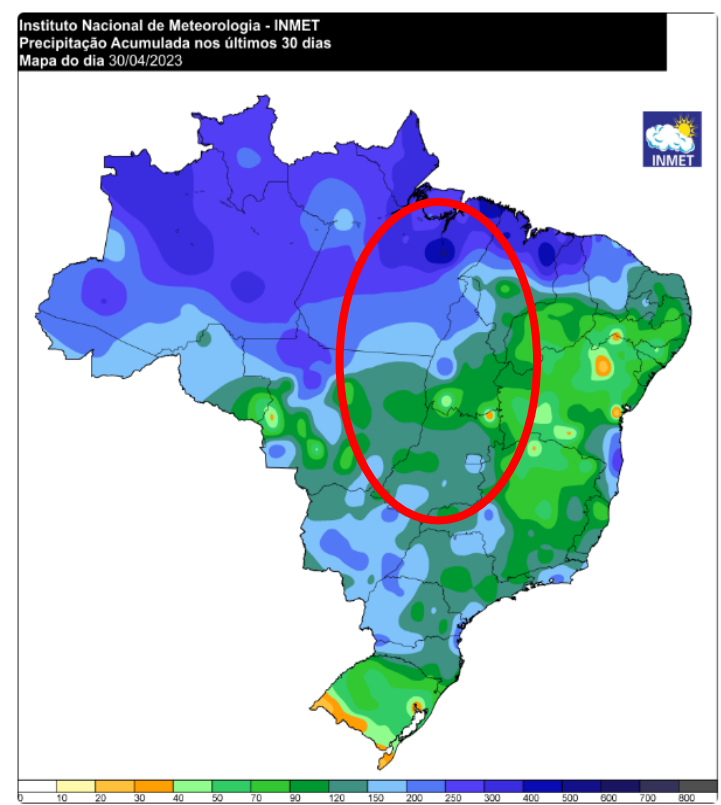 Instituto Nacional de Meteorologia - INMET
Precipitação Acumulada nos últimos 30 dias
Mapa do dia 30/04/2023
INMET
0 10 20 30 40 50 70 90 120 150 200 250 300 400 500 600 700 800